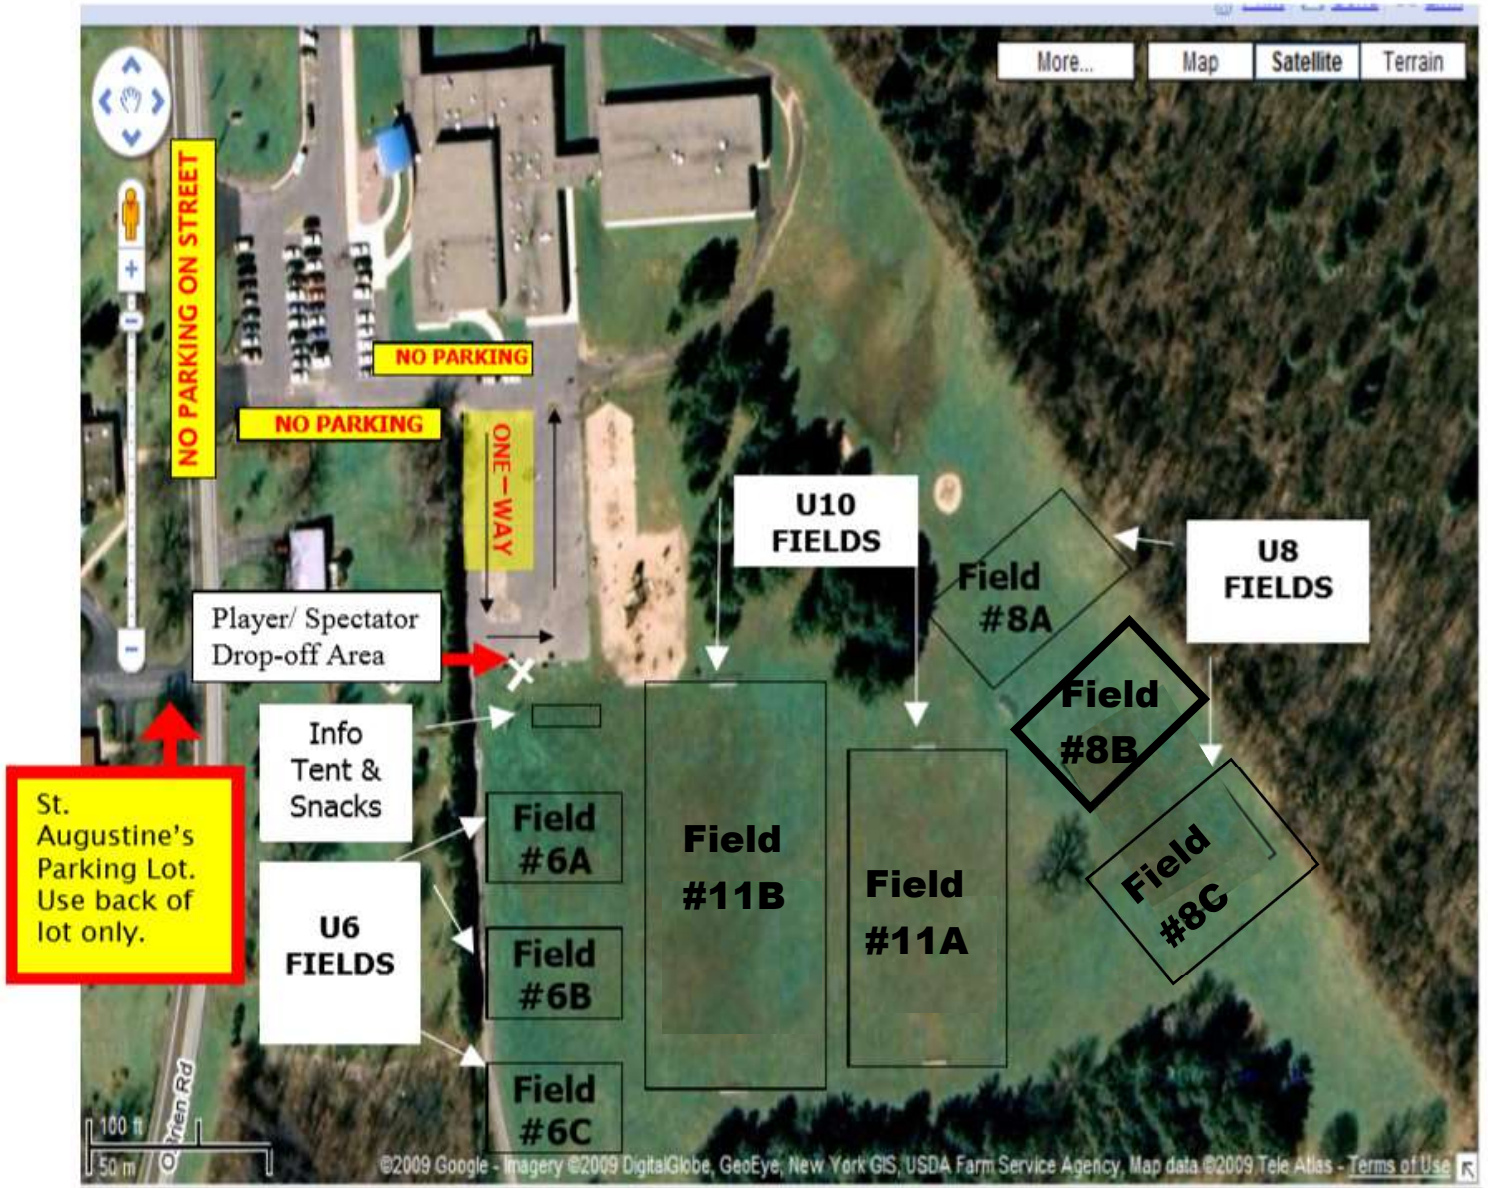 More...
Map
Satellite
Terrain
NO PARKING ON STREET
NO PARKING
NO PARKING
ONE-WAY
U10
FIELDS
U8
FIELDS
Field
#8A
Player/ Spectator
Drop-off Area
Field
#8B
Info
Tent &
Snacks
St.
Augustine's
Parking Lot.
Use back of
lot only.
Field
#6A
Field
#11B
Field
#11A
Field
#8C
U6
FIELDS
Field
#6B
Field
#6C
100 ft
50 m
©2009 Google - Imagery ©2009 DigitalGlobe, GeoEye, New York GIS, USDA Farm Service Agency, Map data ©2009 Tele Atlas - Terms of Use